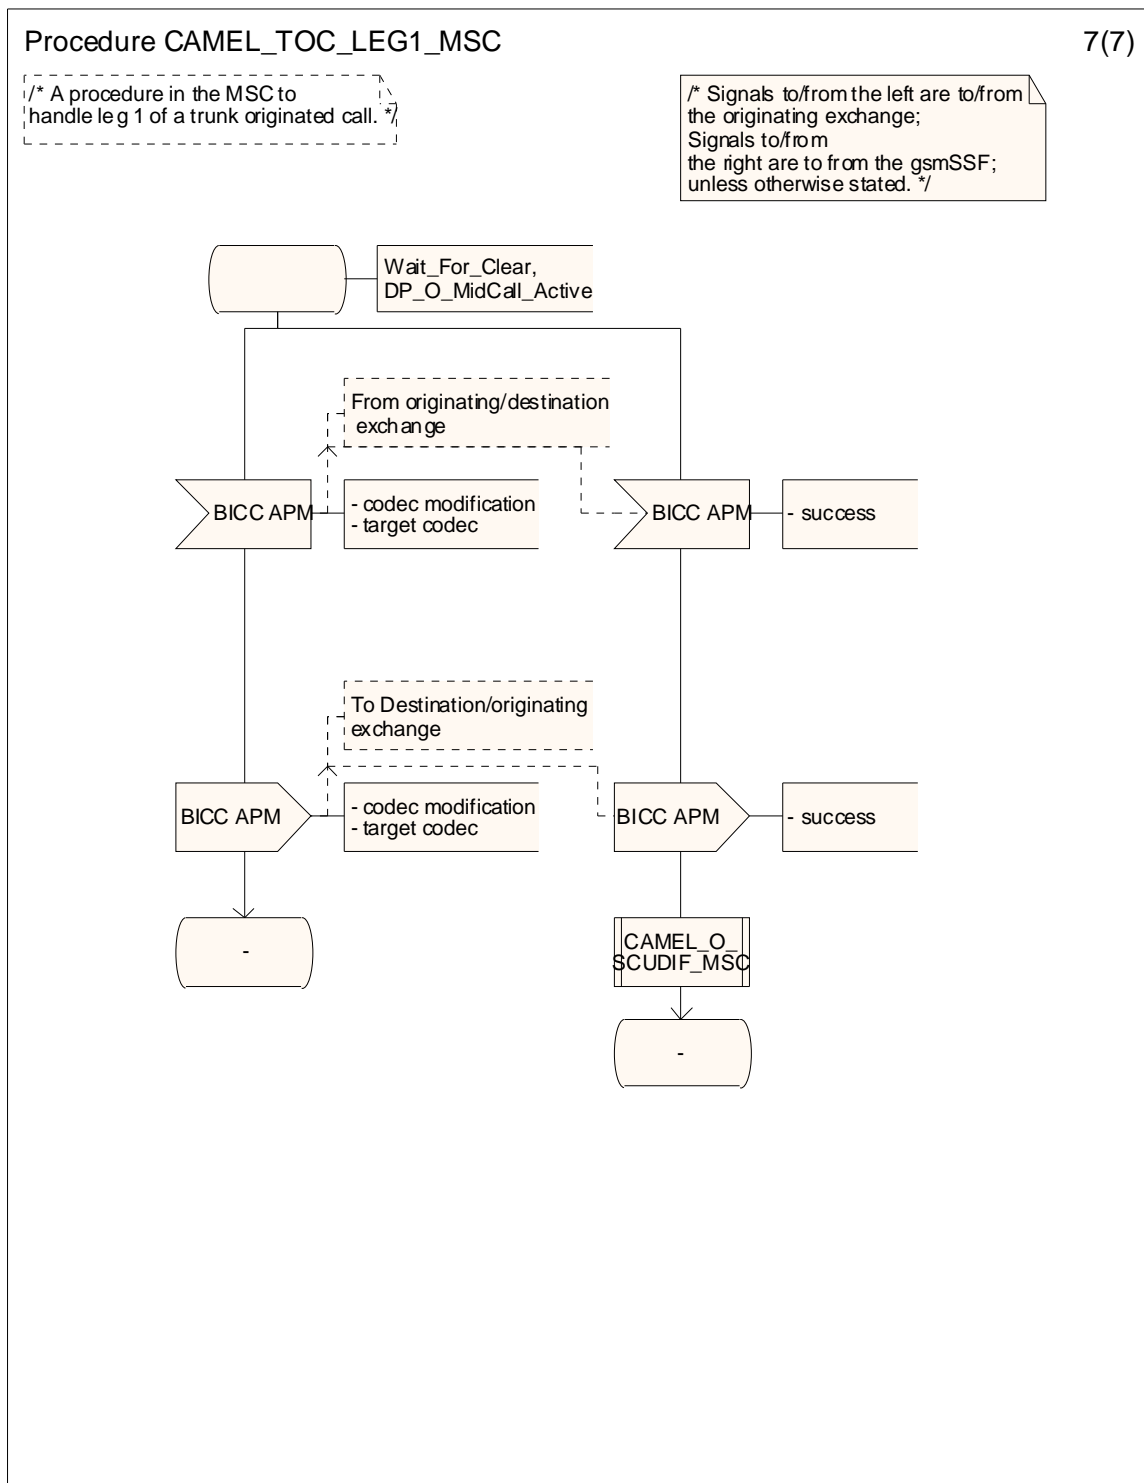 Procedure CAMEL_TOC_LEG1_MSC
7(7)
/* A procedure in the MSC to
handle leg 1 of a trunk originated call. */
/* Signals to/from the left are to/from
the originating exchange;
Signals to/from
the right are to from the gsmSSF;
unless otherwise stated. */
Wait_For_Clear,
DP_O_MidCall_Active
From originating/destination
exchange
BICC APM
- codec modification
- target codec
BICC APM
- success
To Destination/originating
exchange
BICC APM
- codec modification
- target codec
BICC APM
- success
-
CAMEL_O_
SCUDIF_MSC
-